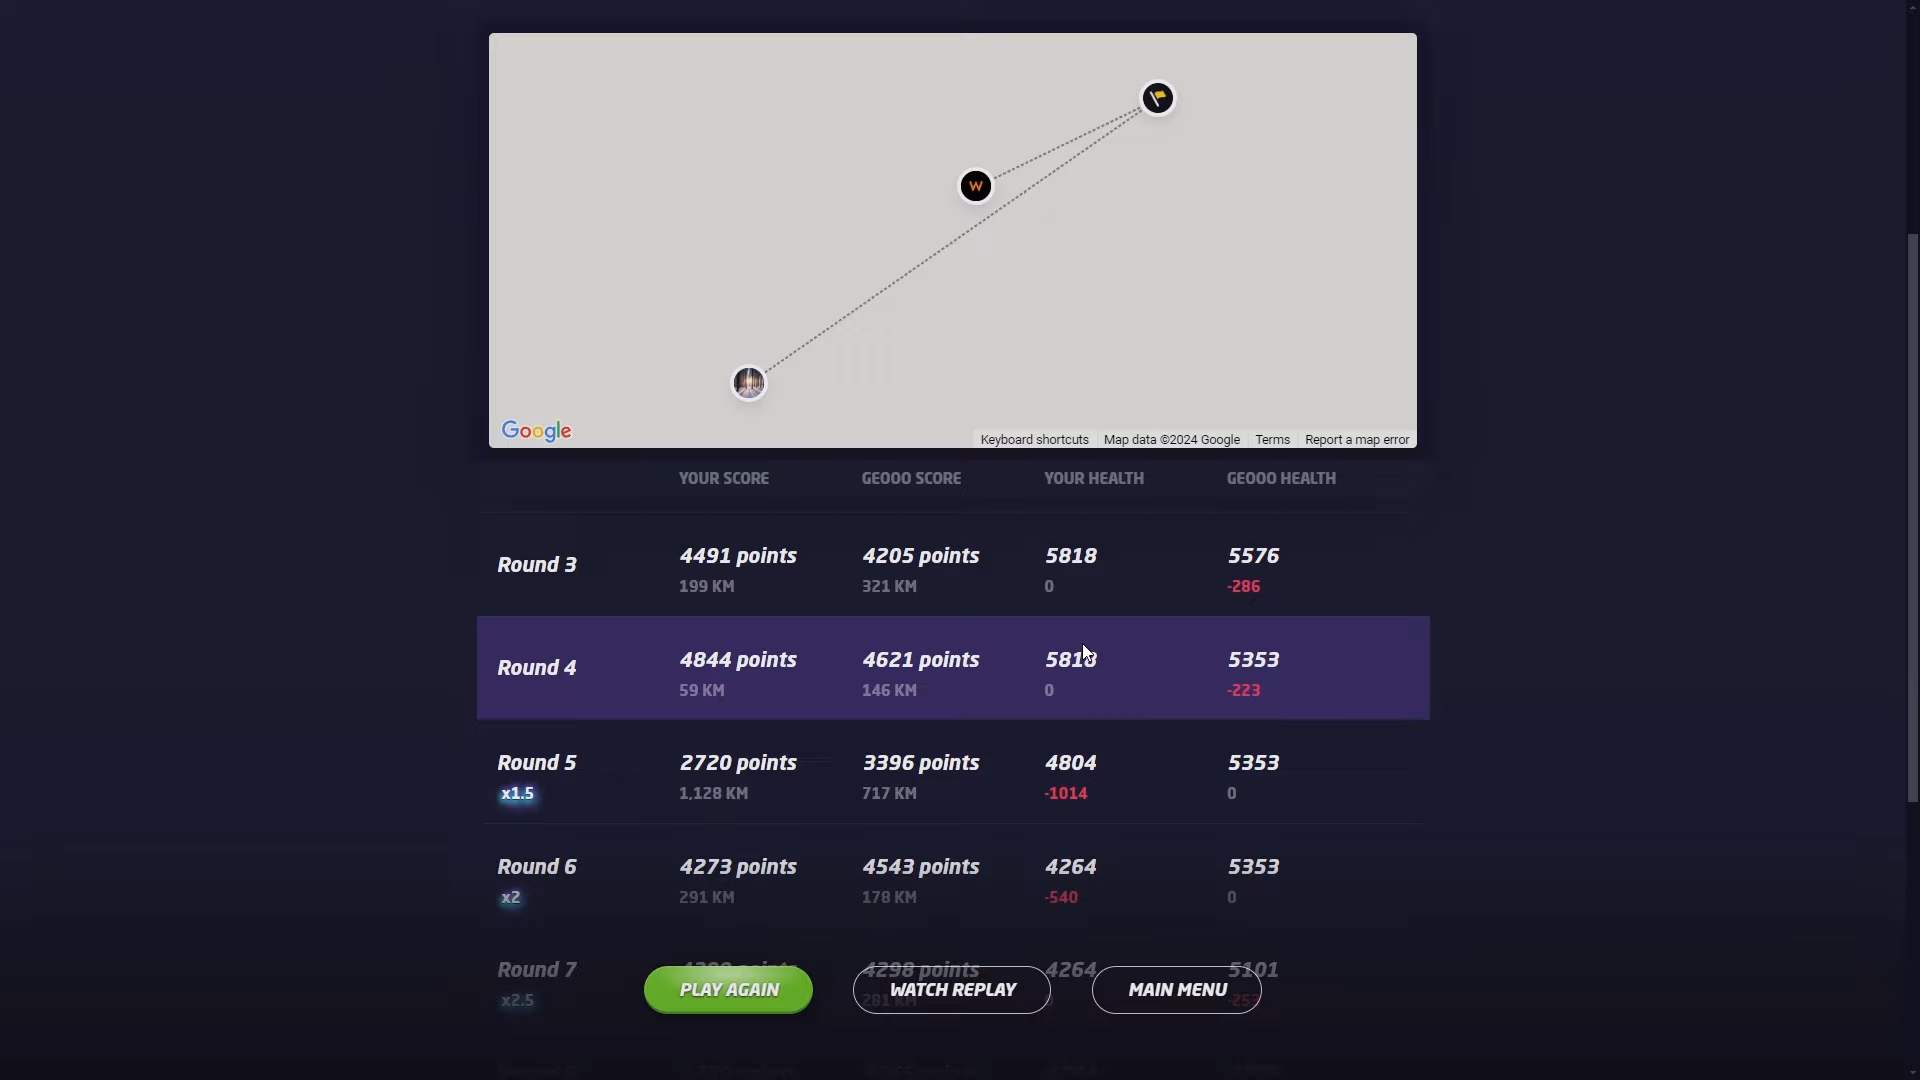 W
Google
Keyboard shortcuts Map data ©2024 Google Terms Report a map error
YOUR SCORE GEOOO SCORE YOUR HEALTH GEOOO HEALTH
Round 3 4491 points 4205 points 5818 5576
199 KM 321 KM 0 -286
Round 4 4844 points 4621 points 5818 5353
59 KM 146 KM 0 -223
Round 5 2720 points 3396 points 4804 5353
x1.5 1,128 KM 717 KM -1014 0
Round 6 4273 points 4543 points 4264 5353
x2 291 KM 178 KM -540 0
Round 7 points 4298 points 4264 5101
x2.5 281 KM
PLAY AGAIN WATCH REPLAY MAIN MENU